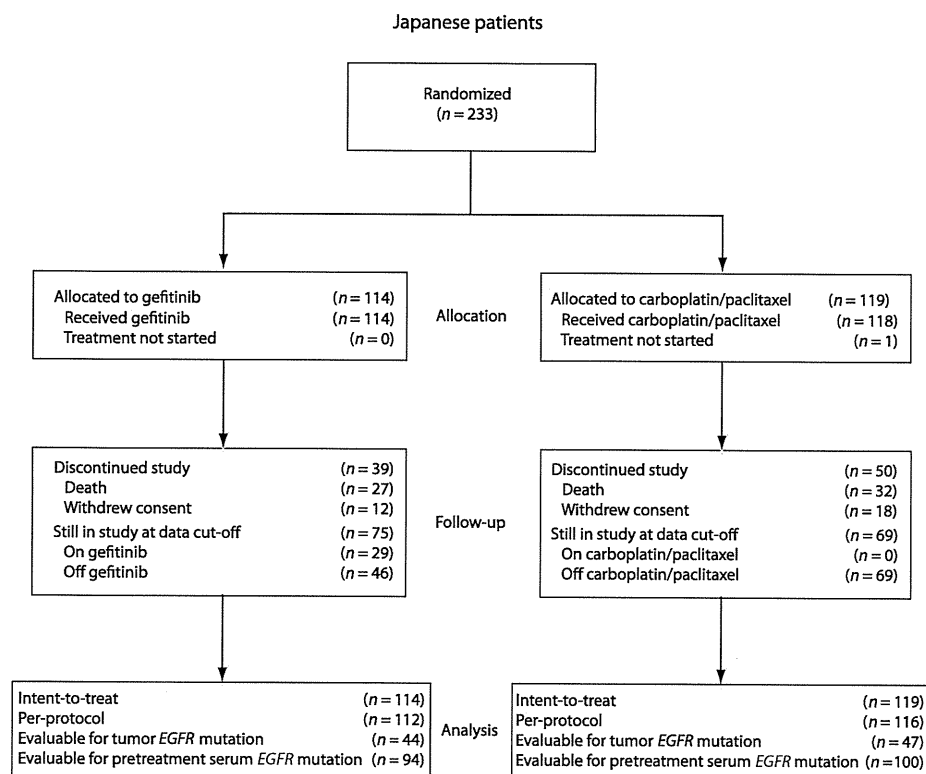 Japanese patients
Randomized
(n = 233)
Allocated to gefitinib (n = 114)
Received gefitinib (n = 114)
Treatment not started (n = 0)
Allocation
Allocated to carboplatin/paclitaxel (n = 119)
Received carboplatin/paclitaxel (n = 118)
Treatment not started (n = 1)
Discontinued study (n = 39)
Death (n = 27)
Withdrew consent (n = 12)
Still in study at data cut-off (n = 75)
On gefitinib (n = 29)
Off gefitinib (n = 46)
Follow-up
Discontinued study (n = 50)
Death (n = 32)
Withdrew consent (n = 18)
Still in study at data cut-off (n = 69)
On carboplatin/paclitaxel (n = 0)
Off carboplatin/paclitaxel (n = 69)
Intent-to-treat (n = 114)
Per-protocol (n = 112)
Evaluable for tumor EGFR mutation (n = 44)
Evaluable for pretreatment serum EGFR mutation (n = 94)
Analysis
Intent-to-treat (n = 119)
Per-protocol (n = 116)
Evaluable for tumor EGFR mutation (n = 47)
Evaluable for pretreatment serum EGFR mutation (n = 100)